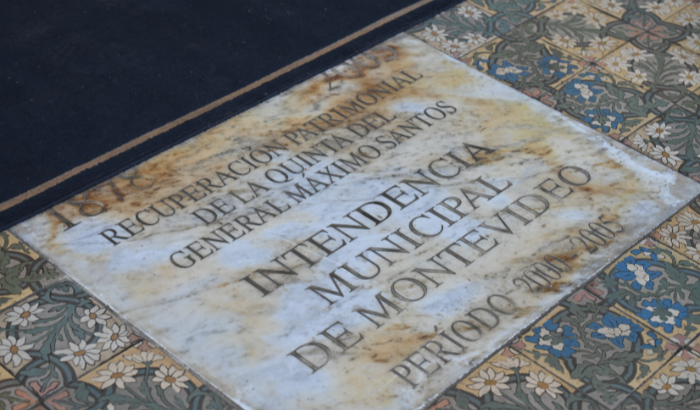 1878
RECUPERACIÓN PATRIMONIAL
DE LA QUINTA DEL
GENERAL MÁXIMO SANTOS
INTENDENCIA
MUNICIPAL
DE MONTEVIDEO
PERÍODO 2000 - 2005